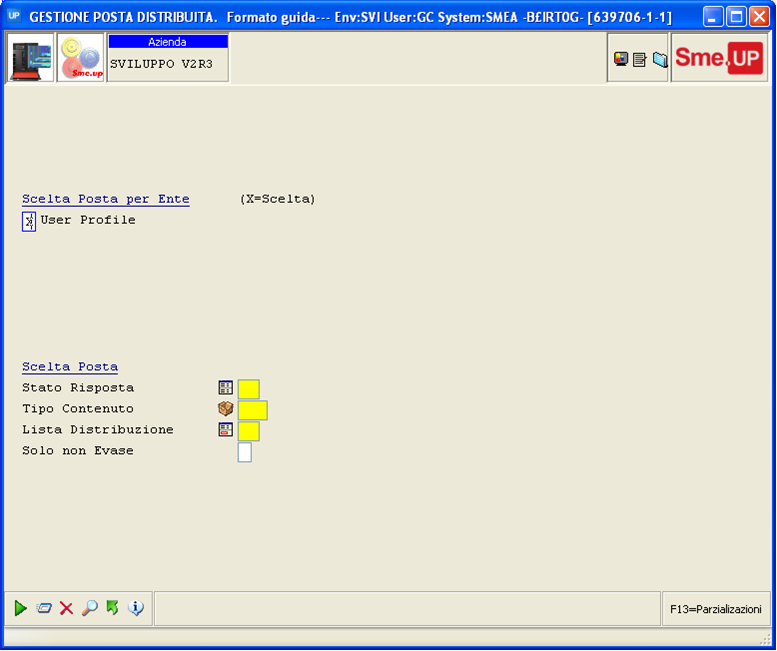 UP GESTIONE POSTA DISTRIBUITA. Formato guida--- Env:SVI User:GC System:SMEA -B£IRT0G- [639706-1-1]
Sme.up
Azienda
SVILUPPO V2R3
Sme.UP
Scelta Posta per Ente (X=Scelta)
User Profile
Scelta Posta
Stato Risposta
Tipo Contenuto
Lista Distribuzione
Solo non Evase
F13=Parzializazioni